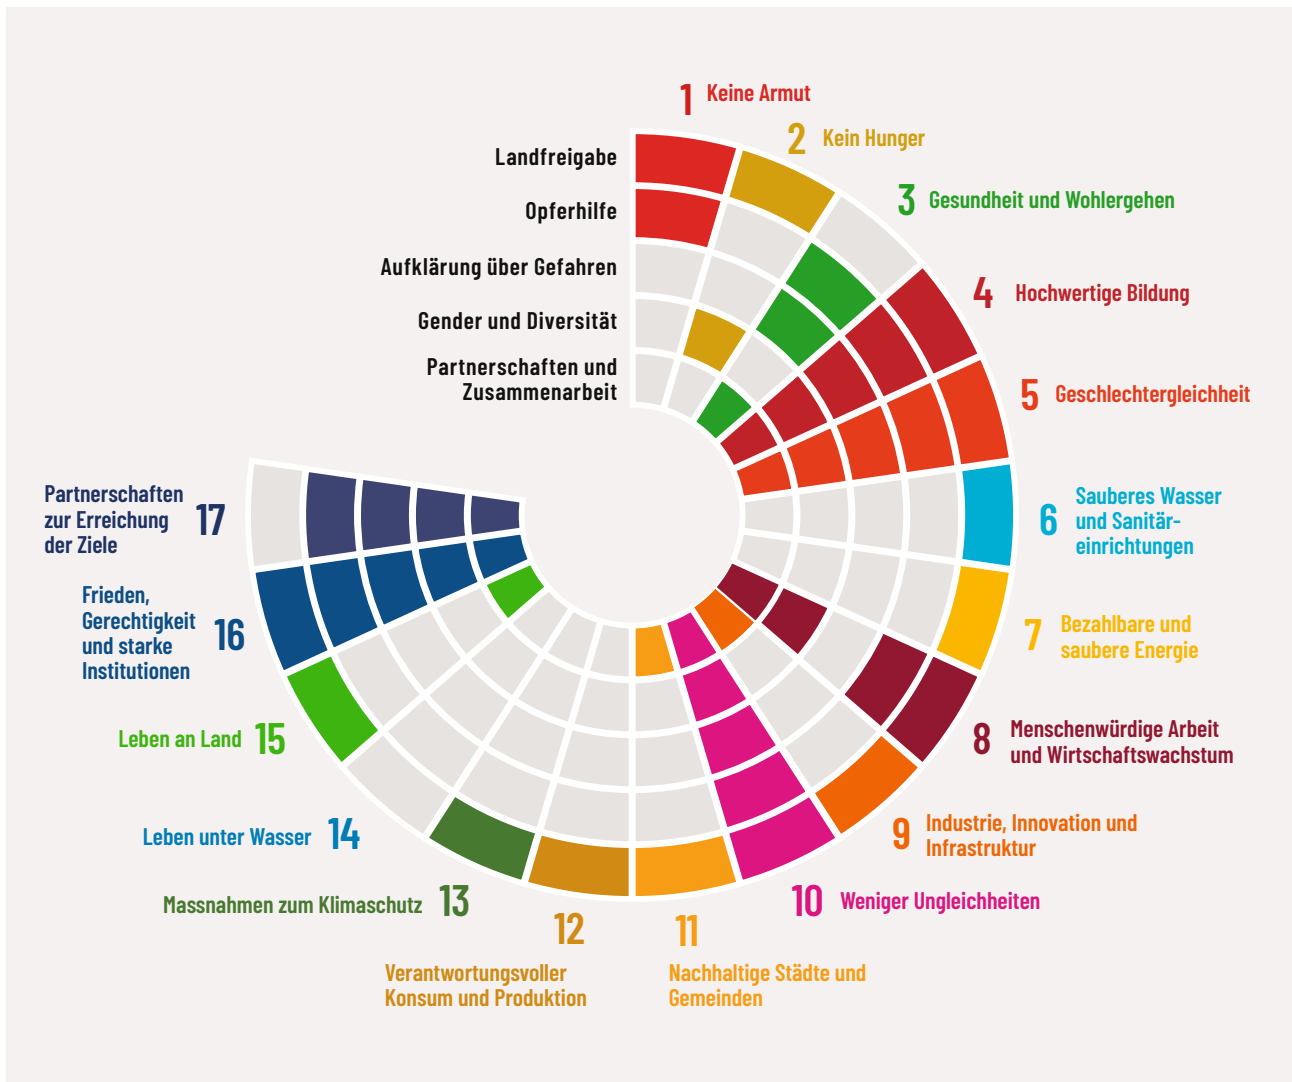 1 Keine Armut
2 Kein Hunger
3 Gesundheit und Wohlergehen
4 Hochwertige Bildung
5 Geschlechtergleichheit
6 Sauberes Wasser
und Sanitär-
einrichtungen
7 Bezahlbare und
saubere Energie
8 Menschenwürdige Arbeit
und Wirtschaftswachstum
9 Industrie, Innovation und
Infrastruktur
10 Weniger Ungleichheiten
11
Nachhaltige Städte und
Gemeinden
12
Verantwortungsvoller
Konsum und Produktion
Massnahmen zum Klimaschutz 13
Leben unter Wasser 14
Leben an Land 15
Frieden,
Gerechtigkeit
und starke
Institutionen
16
Partnerschaften
zur Erreichung
der Ziele
17
Landfreigabe
Opferhilfe
Aufklärung über Gefahren
Gender und Diversität
Partnerschaften und
Zusammenarbeit